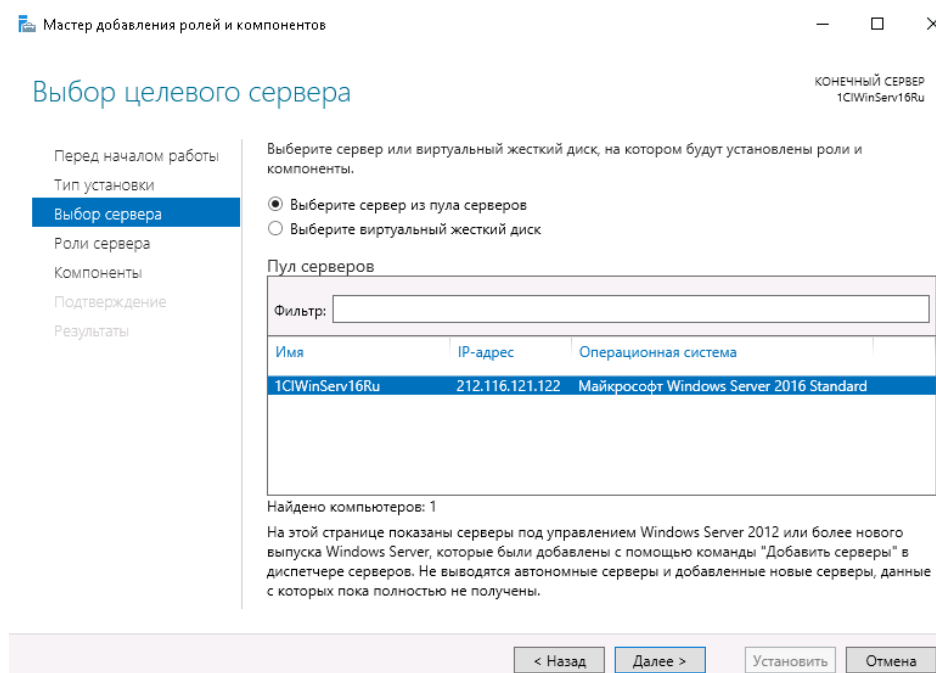 Мастер добавления ролей и компонентов
Выбор целевого сервера
КОНЕЧНЫЙ СЕРВЕР
1CIWinServ16Ru
Перед началом работы
Тип установки
Выбор сервера
Роли сервера
Компоненты
Подтверждение
Результаты
Выберите сервер или виртуальный жесткий диск, на котором будут установлены роли и
компоненты.
Выберите сервер из пула серверов
Выберите виртуальный жесткий диск
Пул серверов
Фильтр:
Имя IP-адрес Операционная система
1CIWinServ16Ru 212.116.121.122 Майкрософт Windows Server 2016 Standard
Найдено компьютеров: 1
На этой странице показаны серверы под управлением Windows Server 2012 или более нового
выпуска Windows Server, которые были добавлены с помощью команды "Добавить серверы" в
диспетчере серверов. Не выводятся автономные серверы и добавленные новые серверы, данные
с которых пока полностью не получены.
< Назад Далее > Установить Отмена